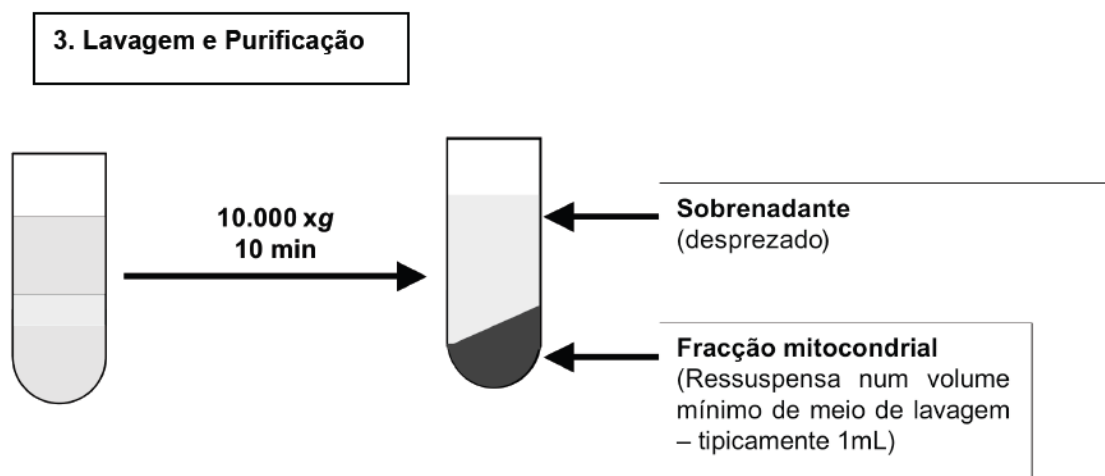 3. Lavagem e Purificação
10.000 xg
10 min
Sobrenadante
(desprezado)
Fracção mitocondrial
(Ressuspensa num volume
mínimo de meio de lavagem
– tipicamente 1mL)